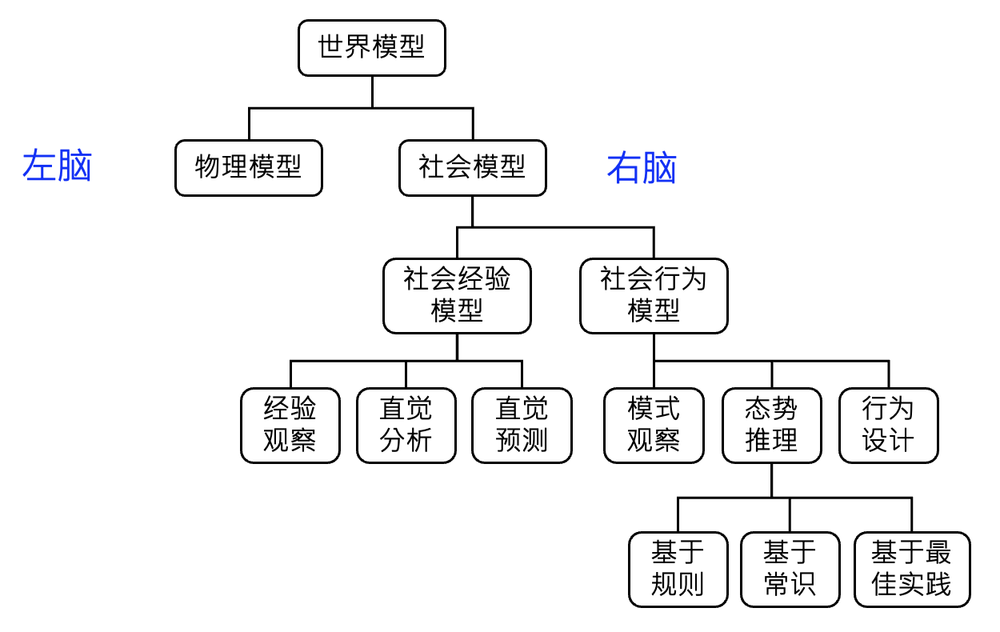 世界模型
左脑
物理模型
社会模型
右脑
社会经验
模型
社会行为
模型
经验
观察
直觉
分析
直觉
预测
模式
观察
态势
推理
行为
设计
基于
规则
基于
常识
基于最
佳实践